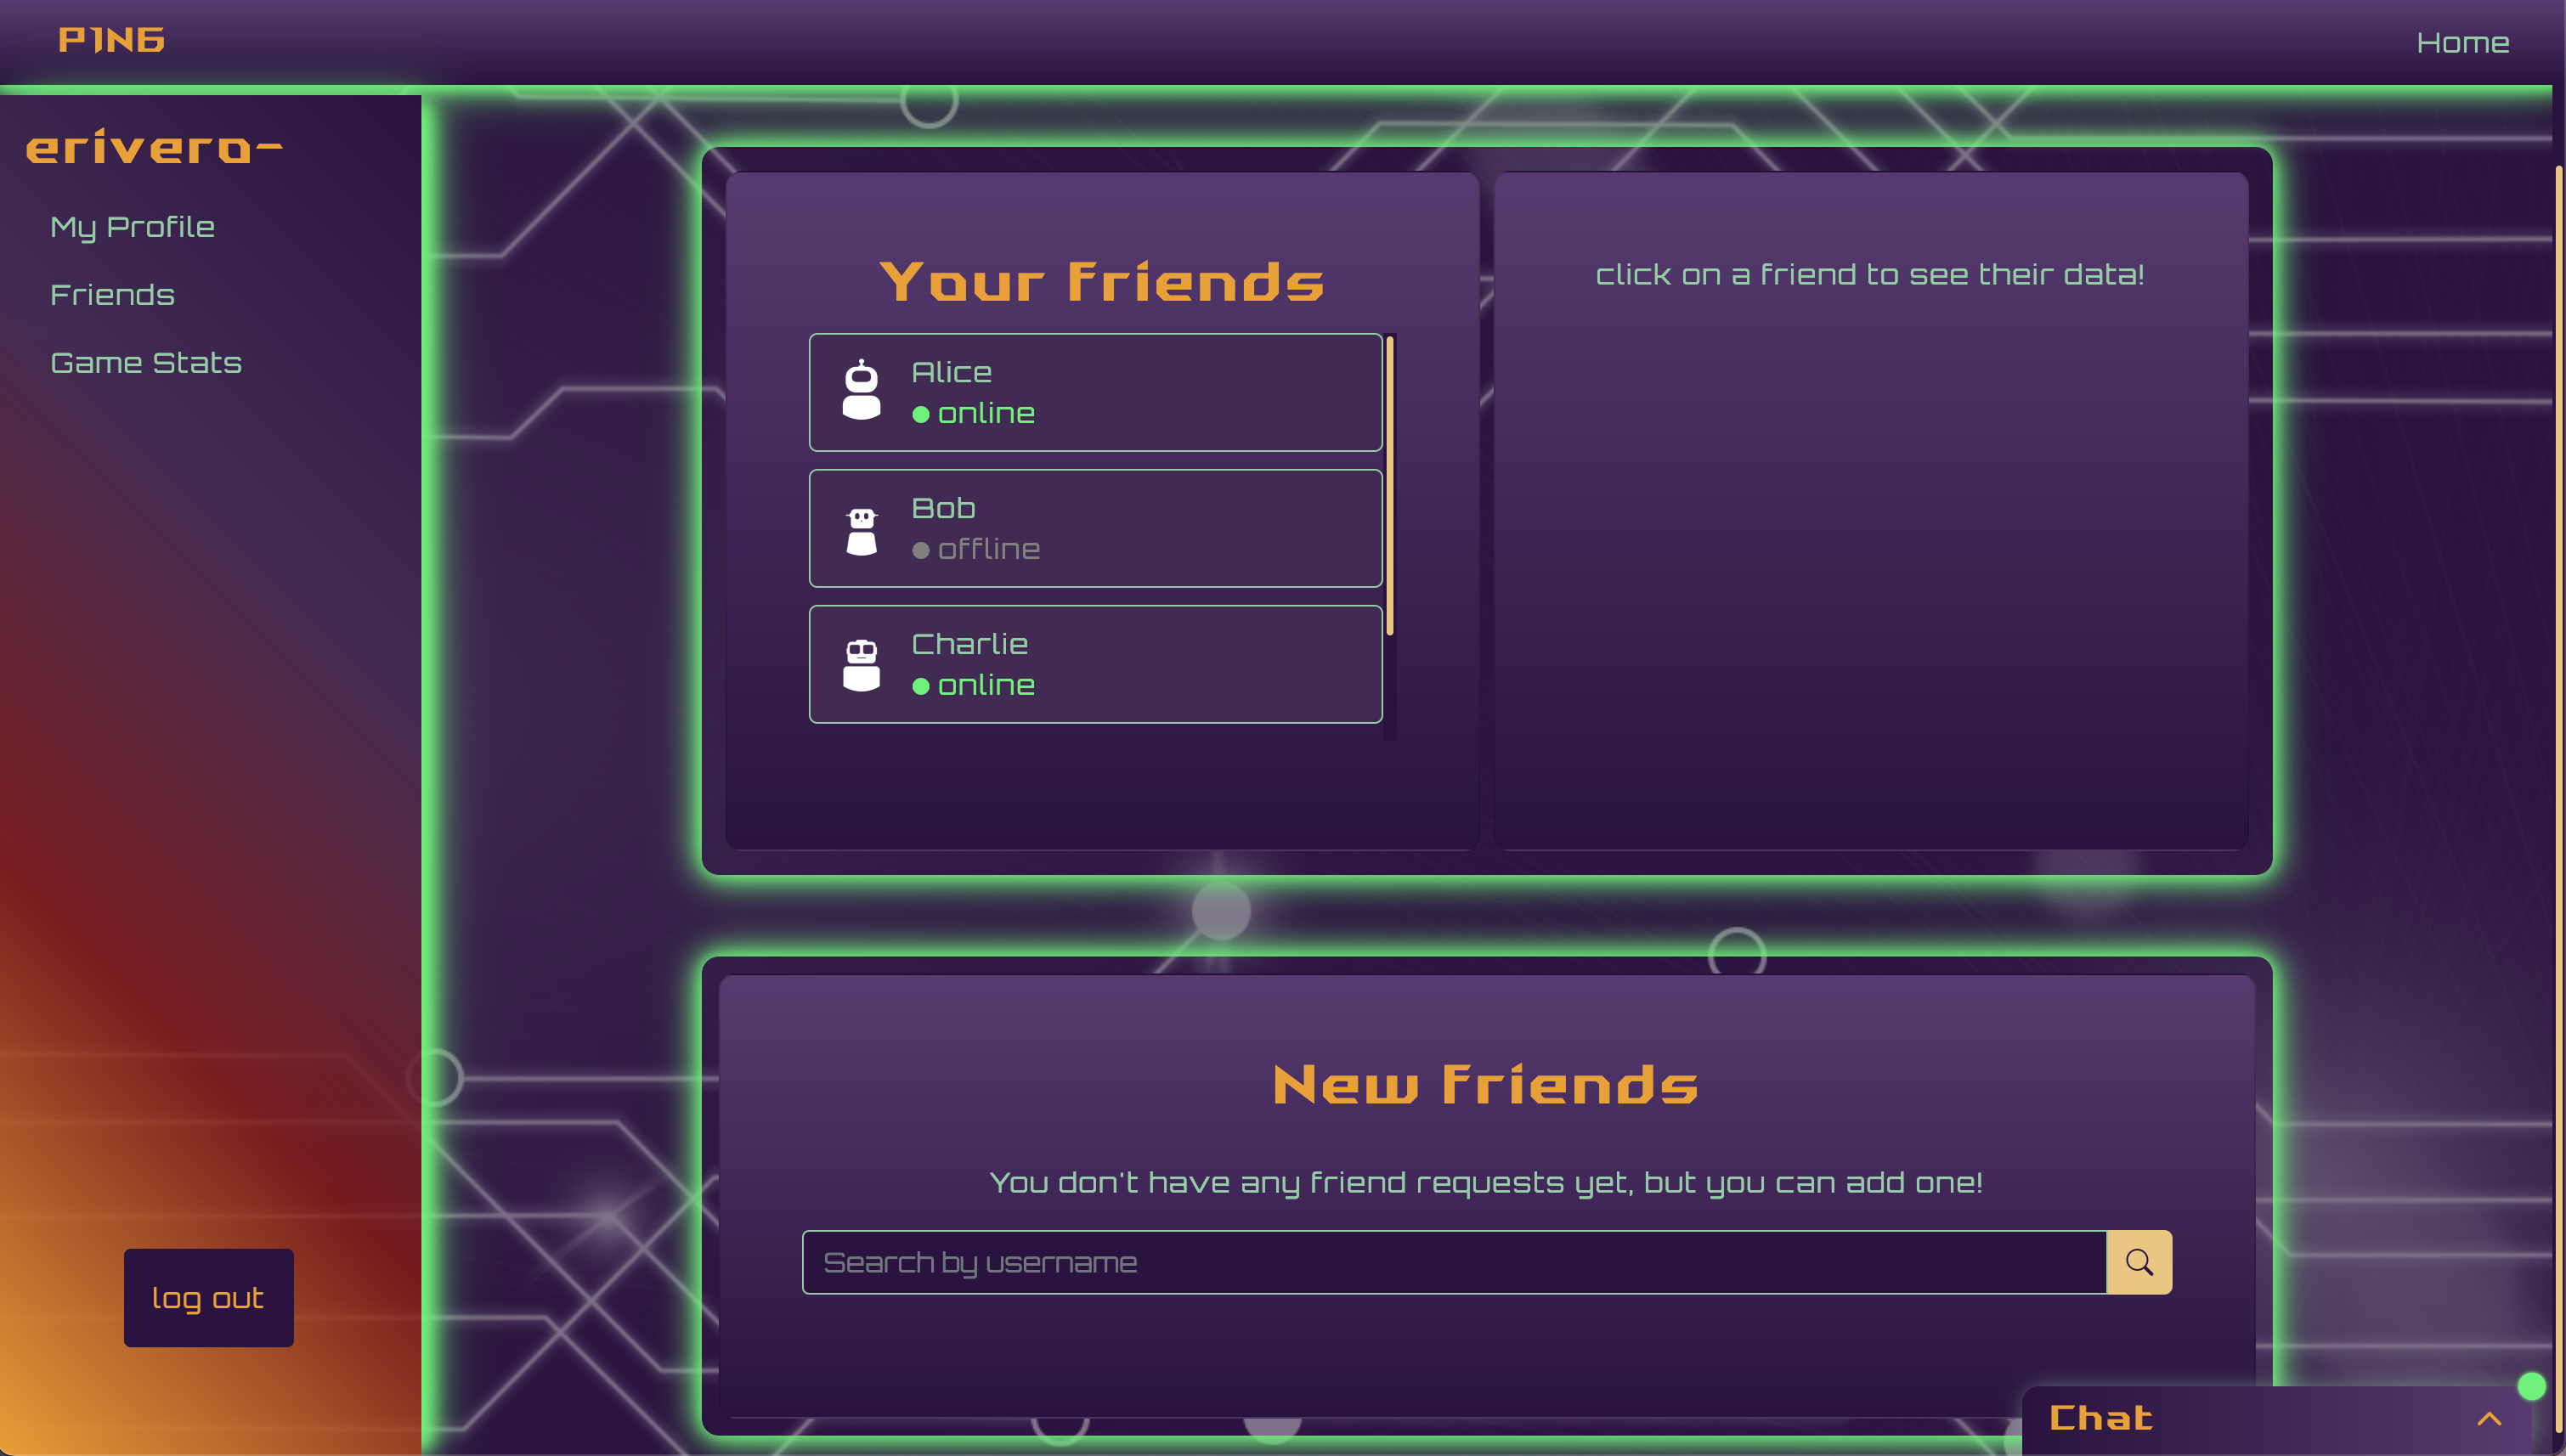 P1NG
Home
erivero-
My Profile
Friends
Game Stats
log out
Your Friends
Alice
online
Bob
offline
Charlie
online
click on a friend to see their data!
New Friends
You don't have any friend requests yet, but you can add one!
Search by username
Chat